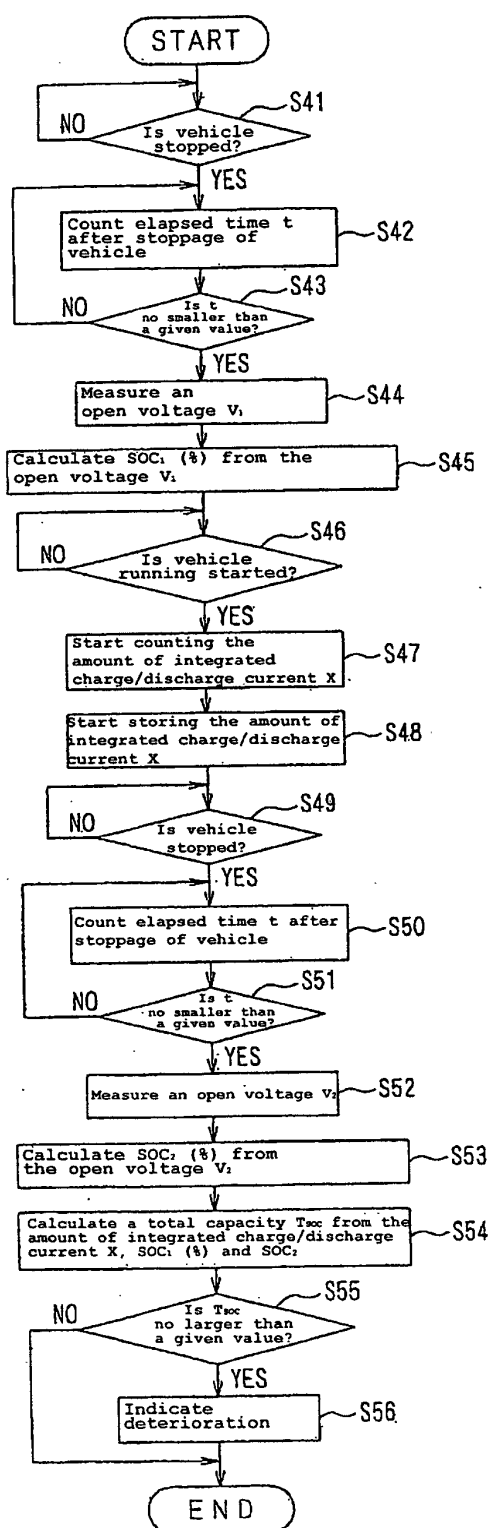 START
S41
NO
Is vehicle
stopped?
YES
Count elapsed time t
after stoppage of
vehicle
S42
S43
NO
Is t
no smaller than
a given value?
YES
Measure an
open voltage V₁
S44
Calculate SOC₁ (%) from the
open voltage V₁
S45
S46
NO
Is vehicle
running started?
YES
Start counting the
amount of integrated
charge/discharge current X
S47
Start storing the amount of
integrated charge/discharge
current X
S48
S49
NO
Is vehicle
stopped?
YES
Count elapsed time t after
stoppage of vehicle
S50
S51
NO
Is t
no smaller than
a given value?
YES
Measure an open voltage V₂
S52
Calculate SOC₂ (%) from
the open voltage V₂
S53
Calculate a total capacity Tsoc from the
amount of integrated charge/discharge
current X, SOC₁ (%) and SOC₂
S54
S55
NO
Is Tsoc
no larger than
a given value?
YES
Indicate
deterioration
S56
END